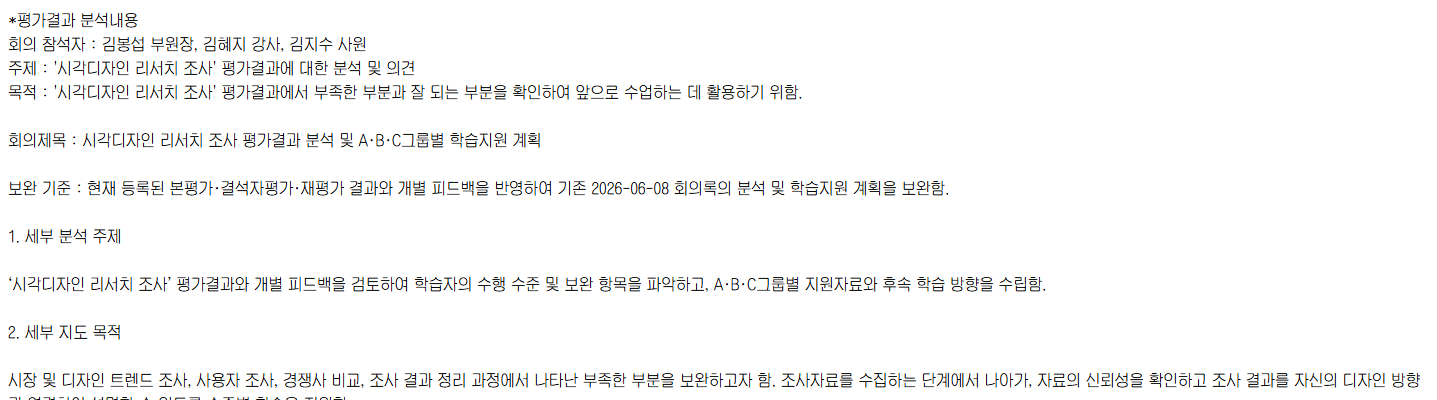 *평가결과 분석내용
회의 참석자 : 김봉섭 부원장, 김혜지 강사, 김지수 사원
주제 : '시각디자인 리서치 조사' 평가결과에 대한 분석 및 의견
목적 : '시각디자인 리서치 조사' 평가결과에서 부족한 부분과 잘 되는 부분을 확인하여 앞으로 수업하는 데 활용하기 위함.
회의제목 : 시각디자인 리서치 조사 평가결과 분석 및 A·B·C그룹별 학습지원 계획
보완 기준 : 현재 등록된 본평가·결석자평가·재평가 결과와 개별 피드백을 반영하여 기존 2026-06-08 회의록의 분석 및 학습지원 계획을 보완함.
1. 세부 분석 주제
‘시각디자인 리서치 조사’ 평가결과와 개별 피드백을 검토하여 학습자의 수행 수준 및 보완 항목을 파악하고, A·B·C그룹별 지원자료와 후속 학습 방향을 수립함.
2. 세부 지도 목적
시장 및 디자인 트렌드 조사, 사용자 조사, 경쟁사 비교, 조사 결과 정리 과정에서 나타난 부족한 부분을 보완하고자 함. 조사자료를 수집하는 단계에서 나아가, 자료의 신뢰성을 확인하고 조사 결과를 자신의 디자인 방향